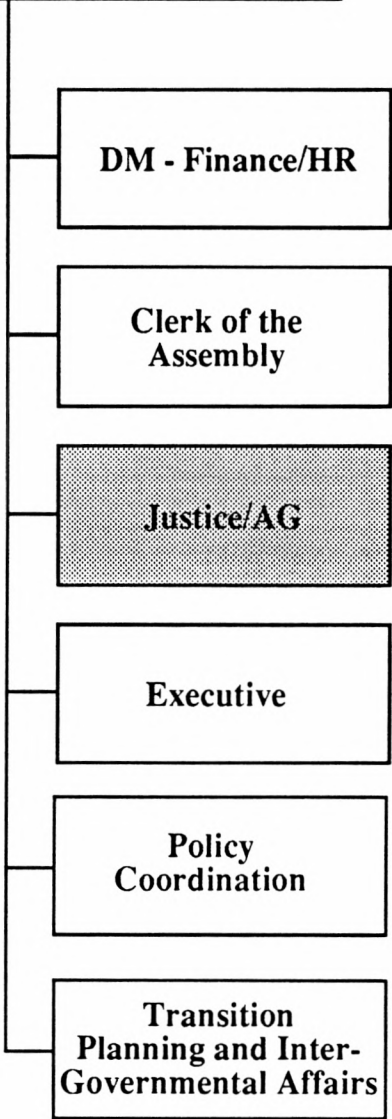 DM - Finance/HR
Clerk of the
Assembly
Justice/AG
Executive
Policy
Coordination
Transition
Planning and Inter-
Governmental Affairs